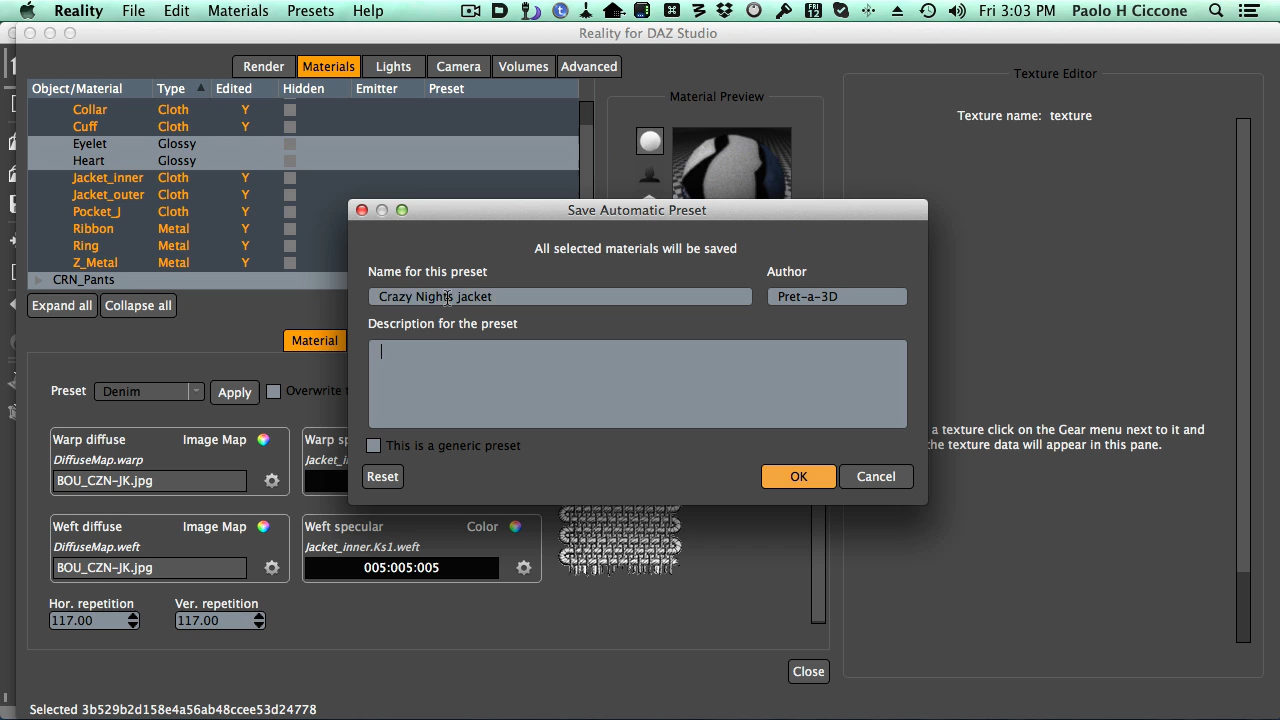 Reality File Edit Materials Presets Help Fri 3:03 PM Paolo H Ciccone
Reality for DAZ Studio
Render Materials Lights Camera Volumes Advanced
Object/Material Type Edited Hidden Emitter Preset
Collar Cloth Y
Cuff Cloth Y
Eyelet Glossy
Heart Glossy
Jacket_inner Cloth Y
Jacket_outer Cloth Y
Pocket_J Cloth Y
Ribbon Metal Y
Ring Metal Y
Z_Metal Metal Y
CRN_Pants
Expand all Collapse all
Material Preview
Texture Editor
Texture name: texture
a texture click on the Gear menu next to it and
the texture data will appear in this pane.
Save Automatic Preset
All selected materials will be saved
Name for this preset Author
Crazy Nights jacket Pret-a-3D
Description for the preset
This is a generic preset
Reset OK Cancel
Material
Preset Denim Apply Overwrite
Warp diffuse Image Map Warp
DiffuseMap.warp
BOU_CZN-JK.jpg
Weft diffuse Image Map Weft specular Color
DiffuseMap.weft Jacket_inner.Ks1.weft
BOU_CZN-JK.jpg 005:005:005
Hor. repetition Ver. repetition
117.00 117.00
Close
Selected 3b529b2d158e4a56ab48ccee53d24778